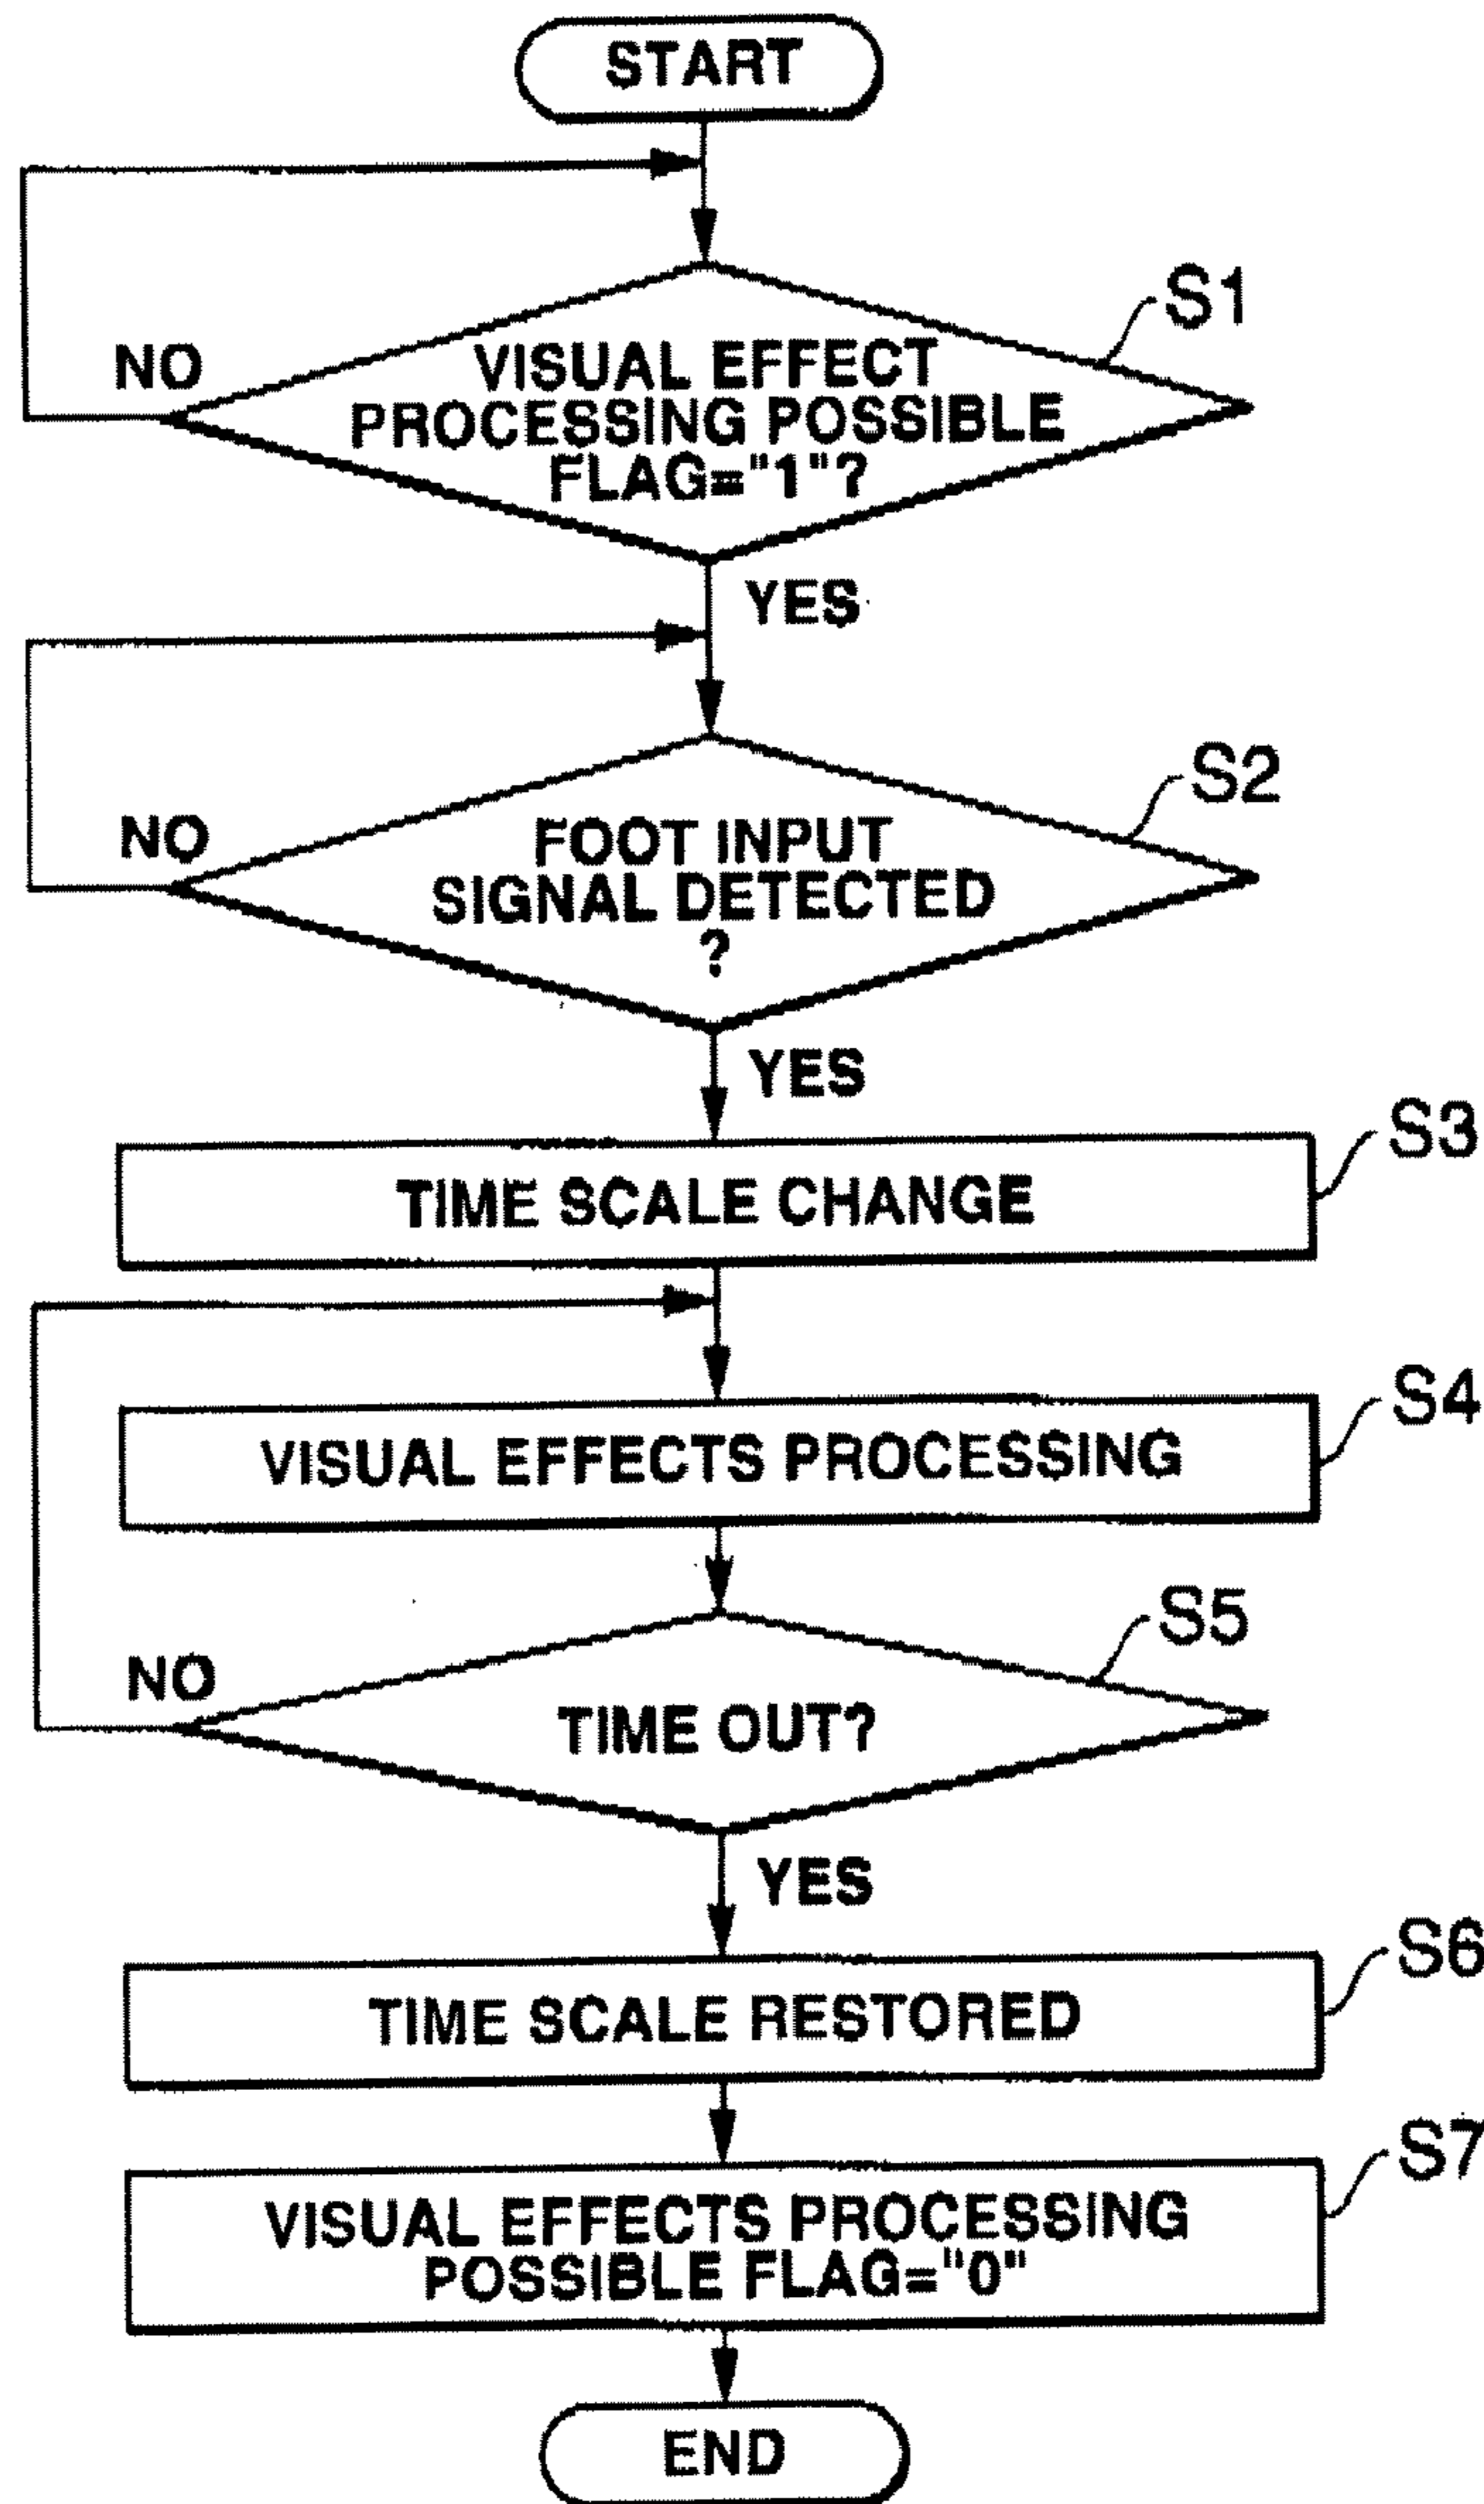 START
S1
NO
VISUAL EFFECT
PROCESSING POSSIBLE
FLAG="1"?
YES
S2
NO
FOOT INPUT
SIGNAL DETECTED
?
YES
S3
TIME SCALE CHANGE
S4
VISUAL EFFECTS PROCESSING
S5
NO
TIME OUT?
YES
S6
TIME SCALE RESTORED
S7
VISUAL EFFECTS PROCESSING
POSSIBLE FLAG="0"
END